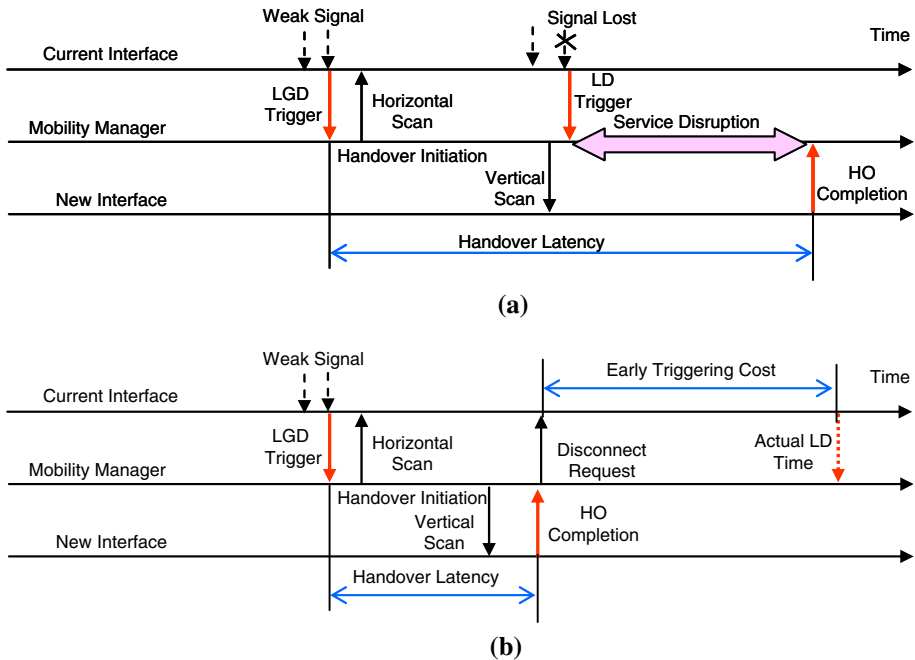 Weak Signal
Signal Lost
Time
Current Interface
LGD
Trigger
Horizontal
Scan
LD
Trigger
Mobility Manager
Service Disruption
Handover Initiation
Vertical
Scan
HO
Completion
New Interface
Handover Latency
(a)
Weak Signal
Early Triggering Cost
Time
Current Interface
LGD
Trigger
Horizontal
Scan
Disconnect
Request
Actual LD
Time
Mobility Manager
Handover Initiation
Vertical
Scan
HO
Completion
New Interface
Handover Latency
(b)